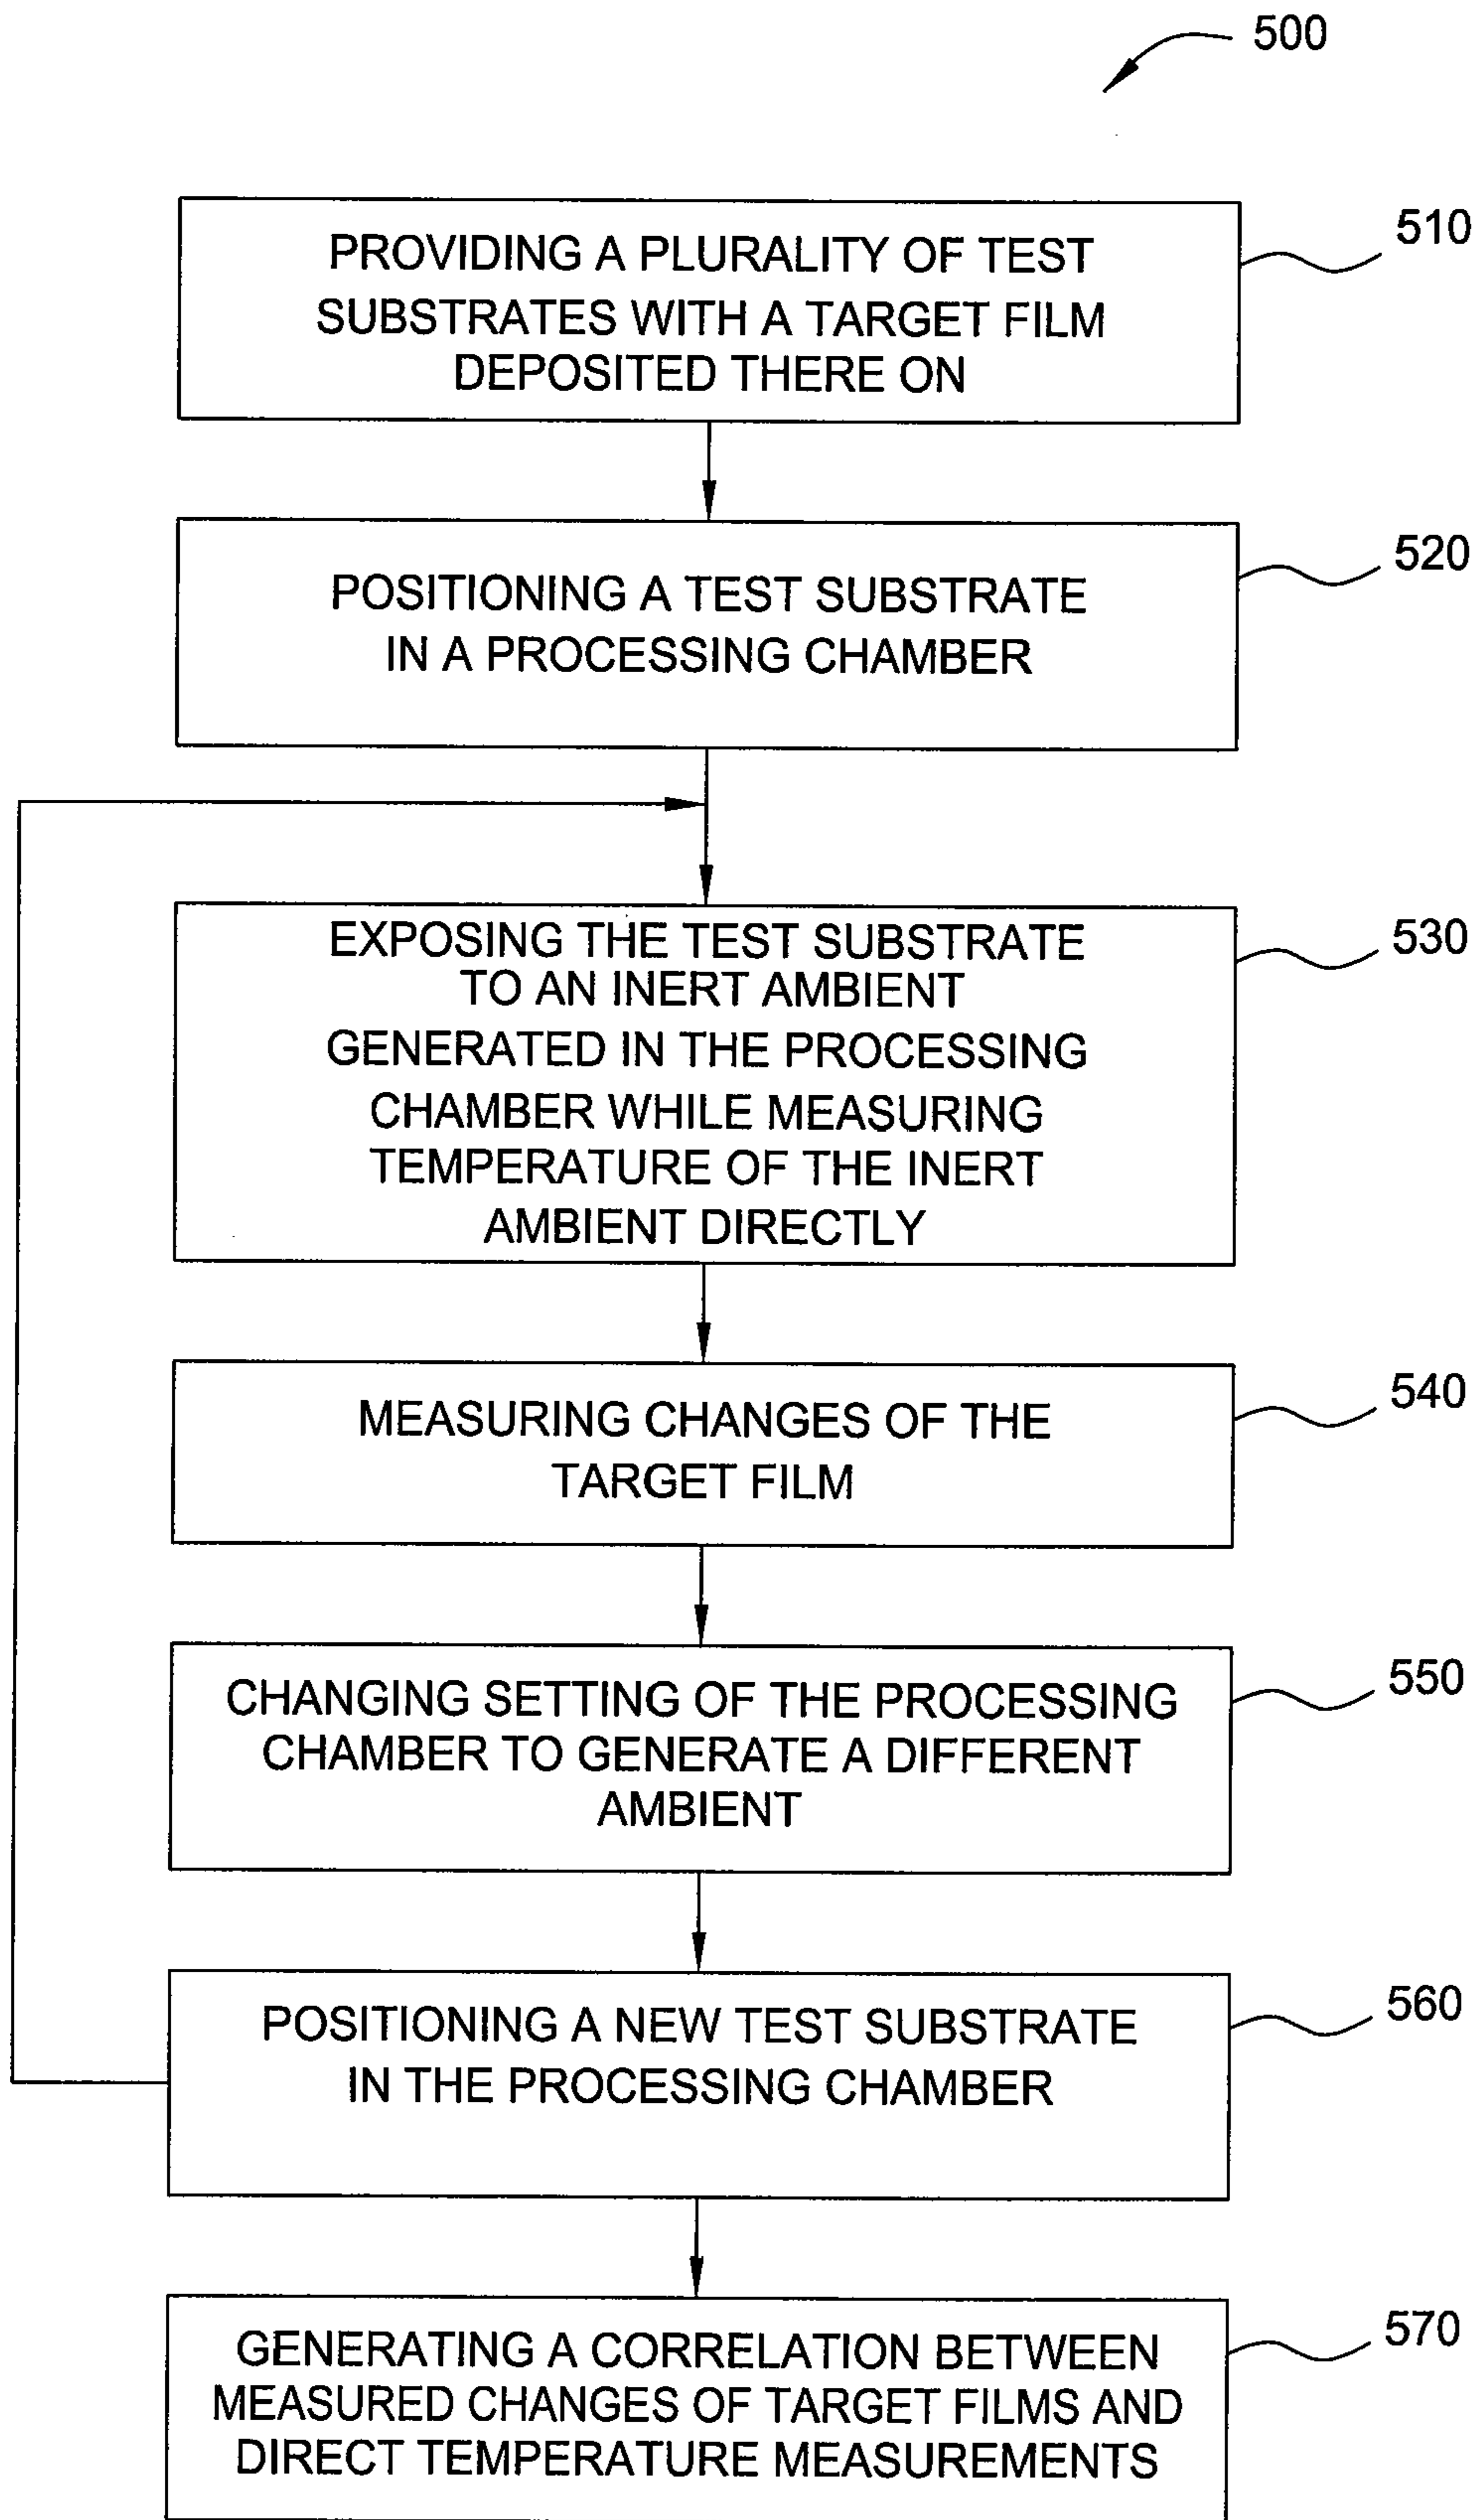 500
PROVIDING A PLURALITY OF TEST
SUBSTRATES WITH A TARGET FILM
DEPOSITED THERE ON
510
POSITIONING A TEST SUBSTRATE
IN A PROCESSING CHAMBER
520
EXPOSING THE TEST SUBSTRATE
TO AN INERT AMBIENT
GENERATED IN THE PROCESSING
CHAMBER WHILE MEASURING
TEMPERATURE OF THE INERT
AMBIENT DIRECTLY
530
MEASURING CHANGES OF THE
TARGET FILM
540
CHANGING SETTING OF THE PROCESSING
CHAMBER TO GENERATE A DIFFERENT
AMBIENT
550
POSITIONING A NEW TEST SUBSTRATE
IN THE PROCESSING CHAMBER
560
GENERATING A CORRELATION BETWEEN
MEASURED CHANGES OF TARGET FILMS AND
DIRECT TEMPERATURE MEASUREMENTS
570